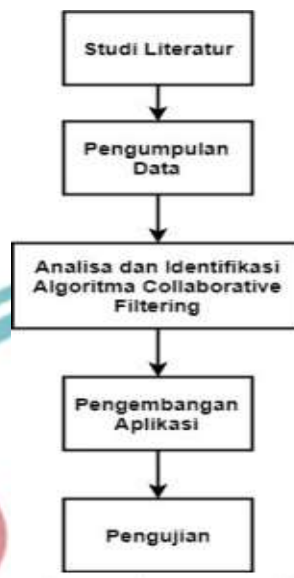 Studi Literatur
Pengumpulan
Data
Analisa dan Identifikasi
Algoritma Collaborative
Filtering
Pengembangan
Aplikasi
Pengujian